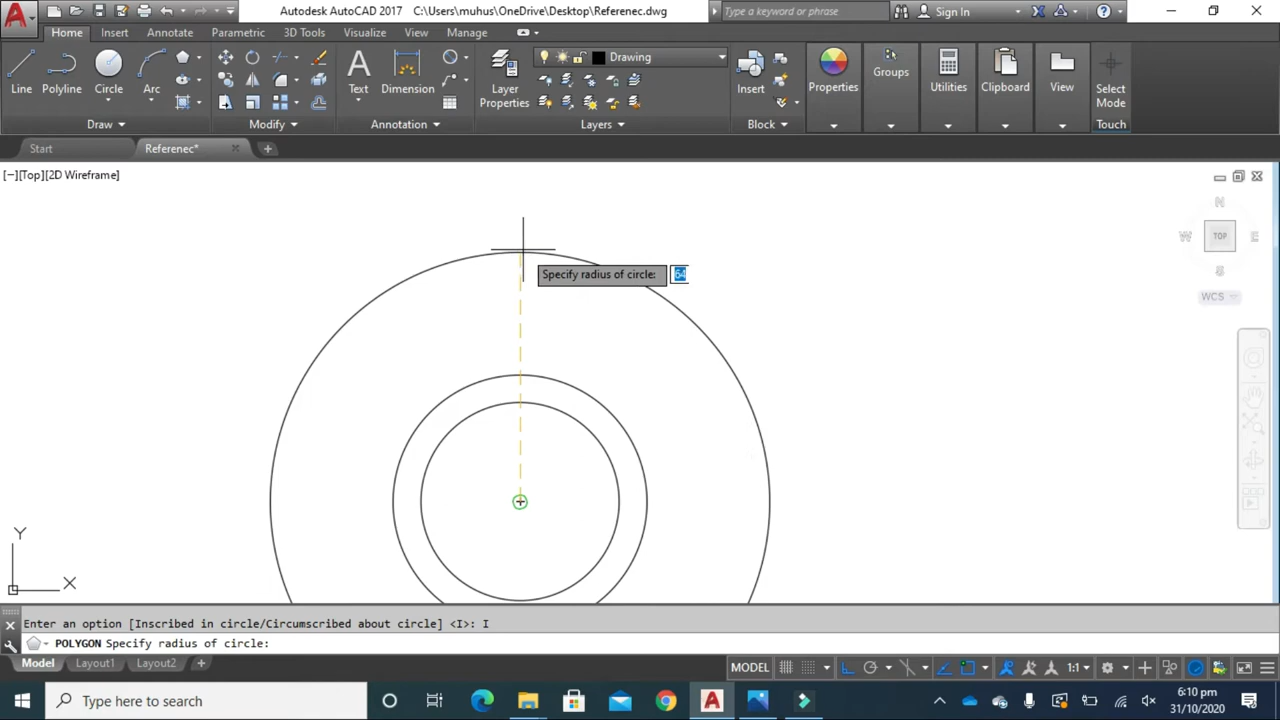 Autodesk AutoCAD 2017 C:\Users\muhus\OneDrive\Desktop\Referenec.dwg
Type a keyword or phrase
Sign In
Home Insert Annotate Parametric 3D Tools Visualize View Manage
Line Polyline Circle Arc
Text Dimension
Layer Properties
Drawing
Insert
Properties
Groups
Utilities
Clipboard
View
Select Mode
Draw Modify Annotation Layers Block Touch
Start Referenec*
[−][Top][2D Wireframe]
N
W TOP E
S
WCS
Specify radius of circle: 64
Y
X
Enter an option [Inscribed in circle/Circumscribed about circle] <I>: I
POLYGON Specify radius of circle:
Model Layout1 Layout2 +
MODEL 1:1
Type here to search
6:10 pm
31/10/2020